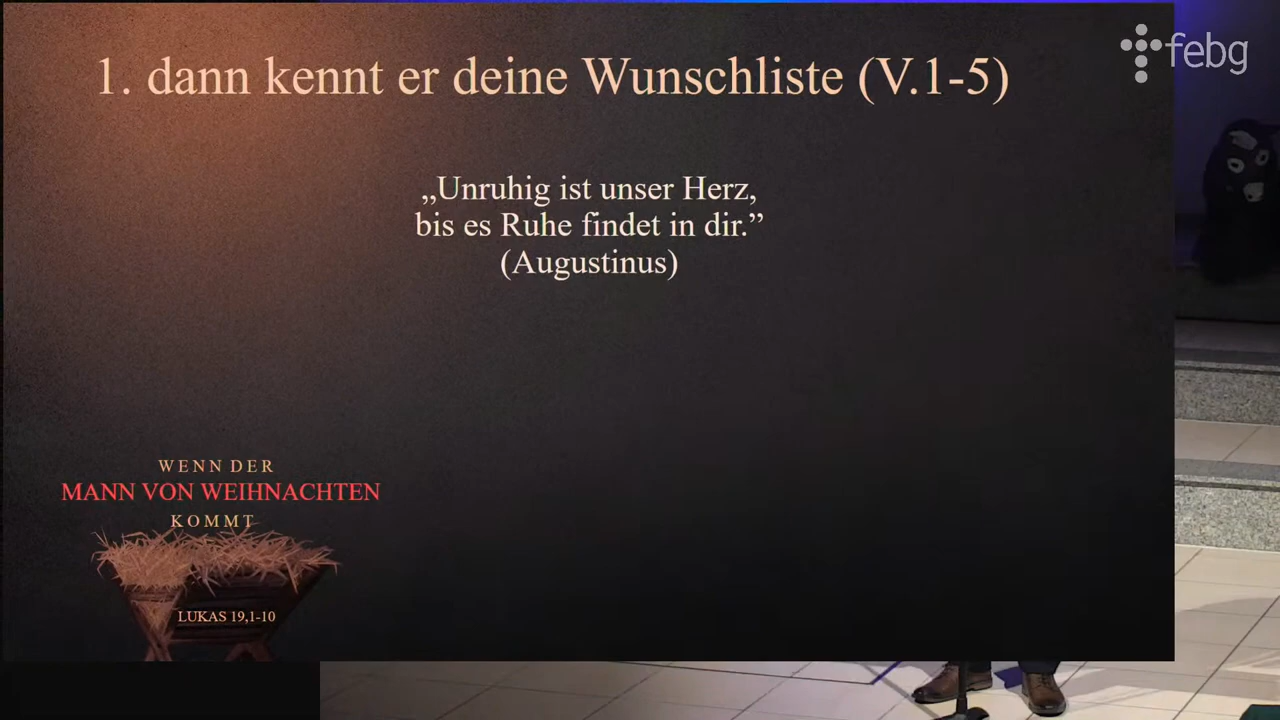 febg
1. dann kennt er deine Wunschliste (V.1-5)
„Unruhig ist unser Herz,
bis es Ruhe findet in dir.”
(Augustinus)
WENN DER
MANN VON WEIHNACHTEN
KOMMT
LUKAS 19,1-10